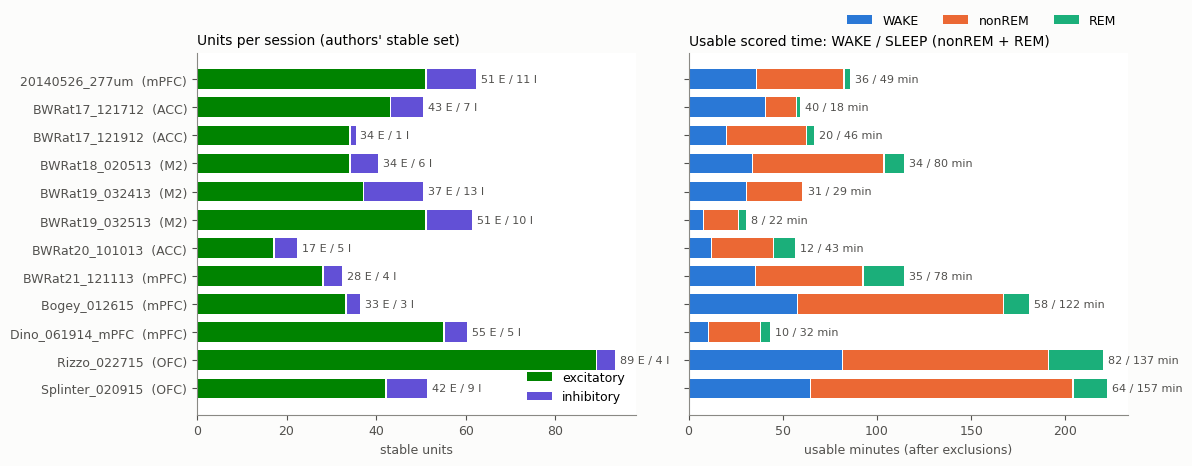 WAKE nonREM REM
Units per session (authors' stable set)
Usable scored time: WAKE / SLEEP (nonREM + REM)
20140526_277um (mPFC) 51 E / 11 I 36 / 49 min
BWRat17_121712 (ACC) 43 E / 7 I 40 / 18 min
BWRat17_121912 (ACC) 34 E / 1 I 20 / 46 min
BWRat18_020513 (M2) 34 E / 6 I 34 / 80 min
BWRat19_032413 (M2) 37 E / 13 I 31 / 29 min
BWRat19_032513 (M2) 51 E / 10 I 8 / 22 min
BWRat20_101013 (ACC) 17 E / 5 I 12 / 43 min
BWRat21_121113 (mPFC) 28 E / 4 I 35 / 78 min
Bogey_012615 (mPFC) 33 E / 3 I 58 / 122 min
Dino_061914_mPFC (mPFC) 55 E / 5 I 10 / 32 min
Rizzo_022715 (OFC) 89 E / 4 I 82 / 137 min
Splinter_020915 (OFC) 42 E / 9 I 64 / 157 min
excitatory
inhibitory
0 20 40 60 80
0 50 100 150 200
stable units
usable minutes (after exclusions)